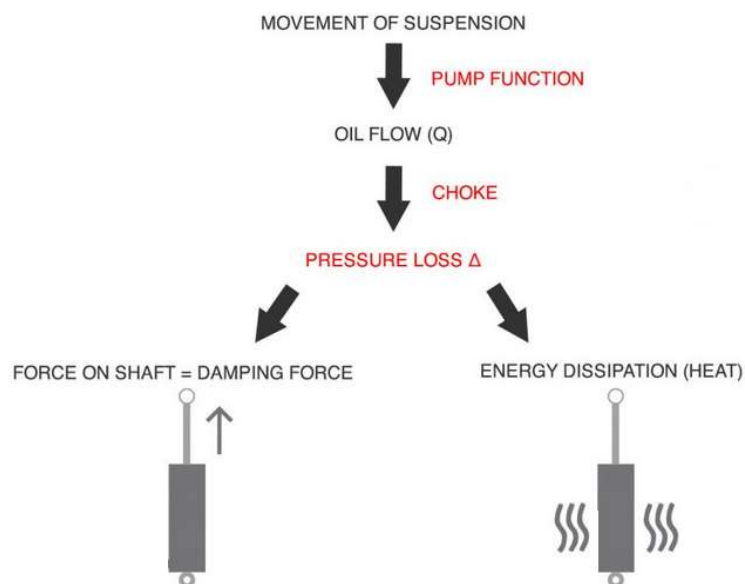 MOVEMENT OF SUSPENSION
PUMP FUNCTION
OIL FLOW (Q)
CHOKE
PRESSURE LOSS Δ
FORCE ON SHAFT = DAMPING FORCE
ENERGY DISSIPATION (HEAT)